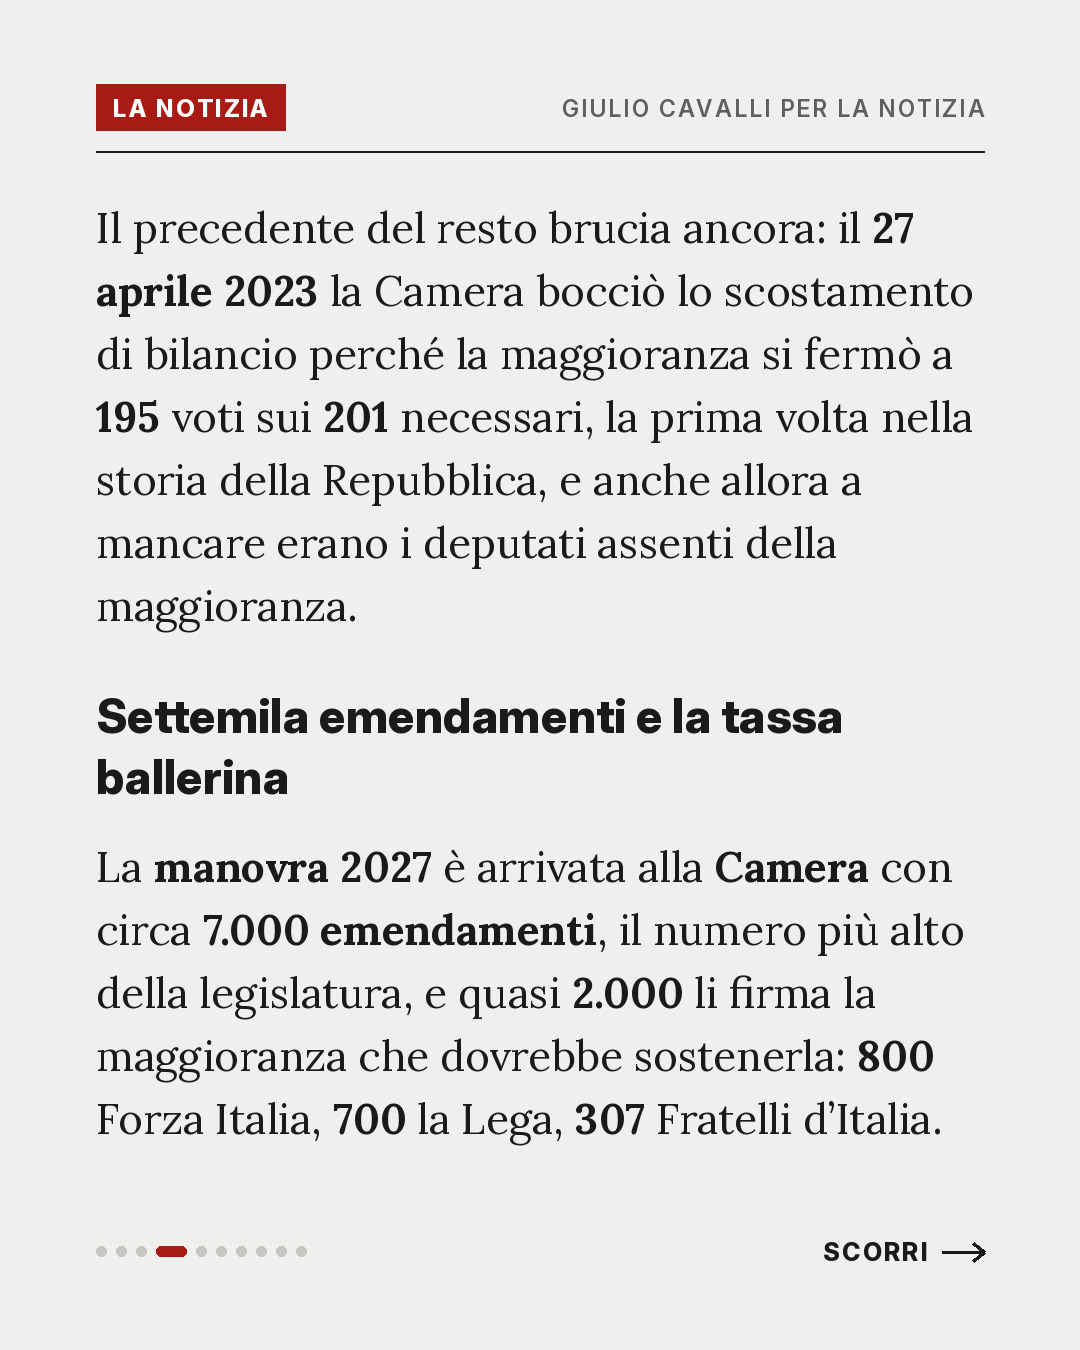 LA NOTIZIA
GIULIO CAVALLI PER LA NOTIZIA
Il precedente del resto brucia ancora: il 27
aprile 2023 la Camera bocciò lo scostamento
di bilancio perché la maggioranza si fermò a
195 voti sui 201 necessari, la prima volta nella
storia della Repubblica, e anche allora a
mancare erano i deputati assenti della
maggioranza.
Settemila emendamenti e la tassa
ballerina
La manovra 2027 è arrivata alla Camera con
circa 7.000 emendamenti, il numero più alto
della legislatura, e quasi 2.000 li firma la
maggioranza che dovrebbe sostenerla: 800
Forza Italia, 700 la Lega, 307 Fratelli d’Italia.
SCORRI